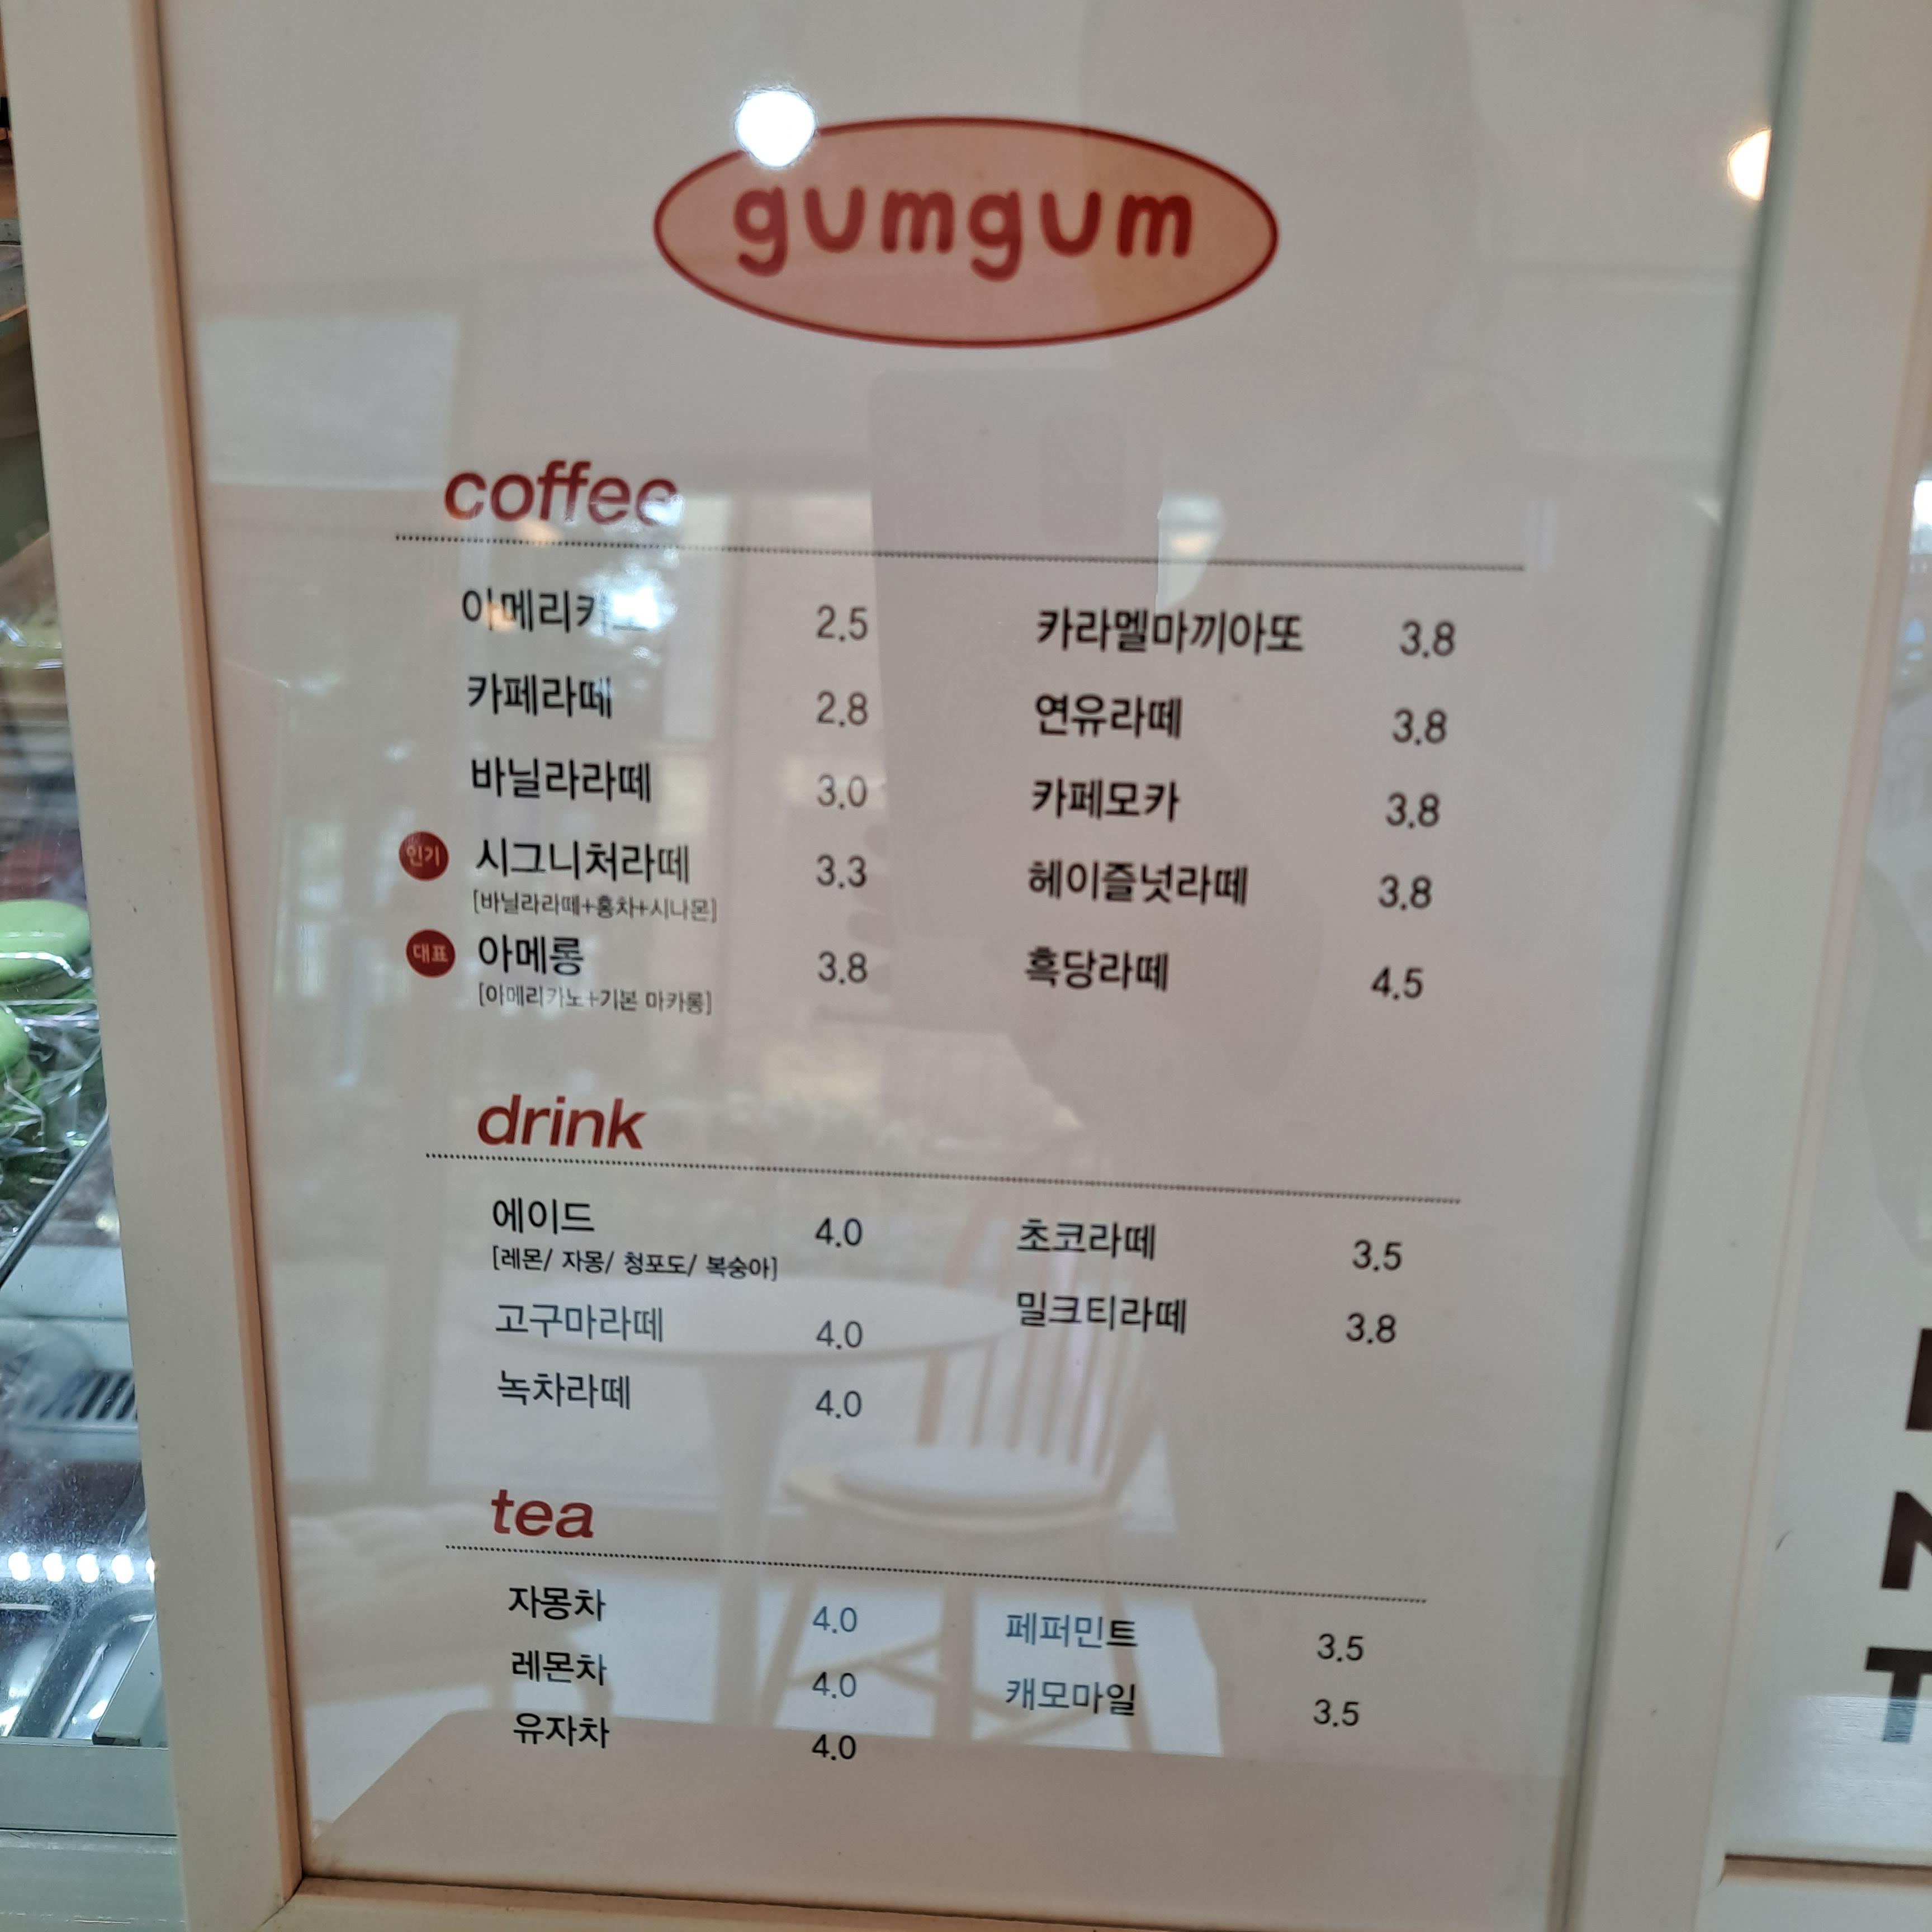 gumgum
coffee
아메리카노 2.5
카페라떼 2.8
바닐라라떼 3.0
인기 시그니처라떼 3.3
[바닐라라떼+홍차+시나몬]
대표 아메롱 3.8
[아메리카노+기본 마카롱]
카라멜마끼아또 3.8
연유라떼 3.8
카페모카 3.8
헤이즐넛라떼 3.8
흑당라떼 4.5
drink
에이드 4.0
[레몬/ 자몽/ 청포도/ 복숭아]
고구마라떼 4.0
녹차라떼 4.0
초코라떼 3.5
밀크티라떼 3.8
tea
자몽차 4.0
레몬차 4.0
유자차 4.0
페퍼민트 3.5
캐모마일 3.5